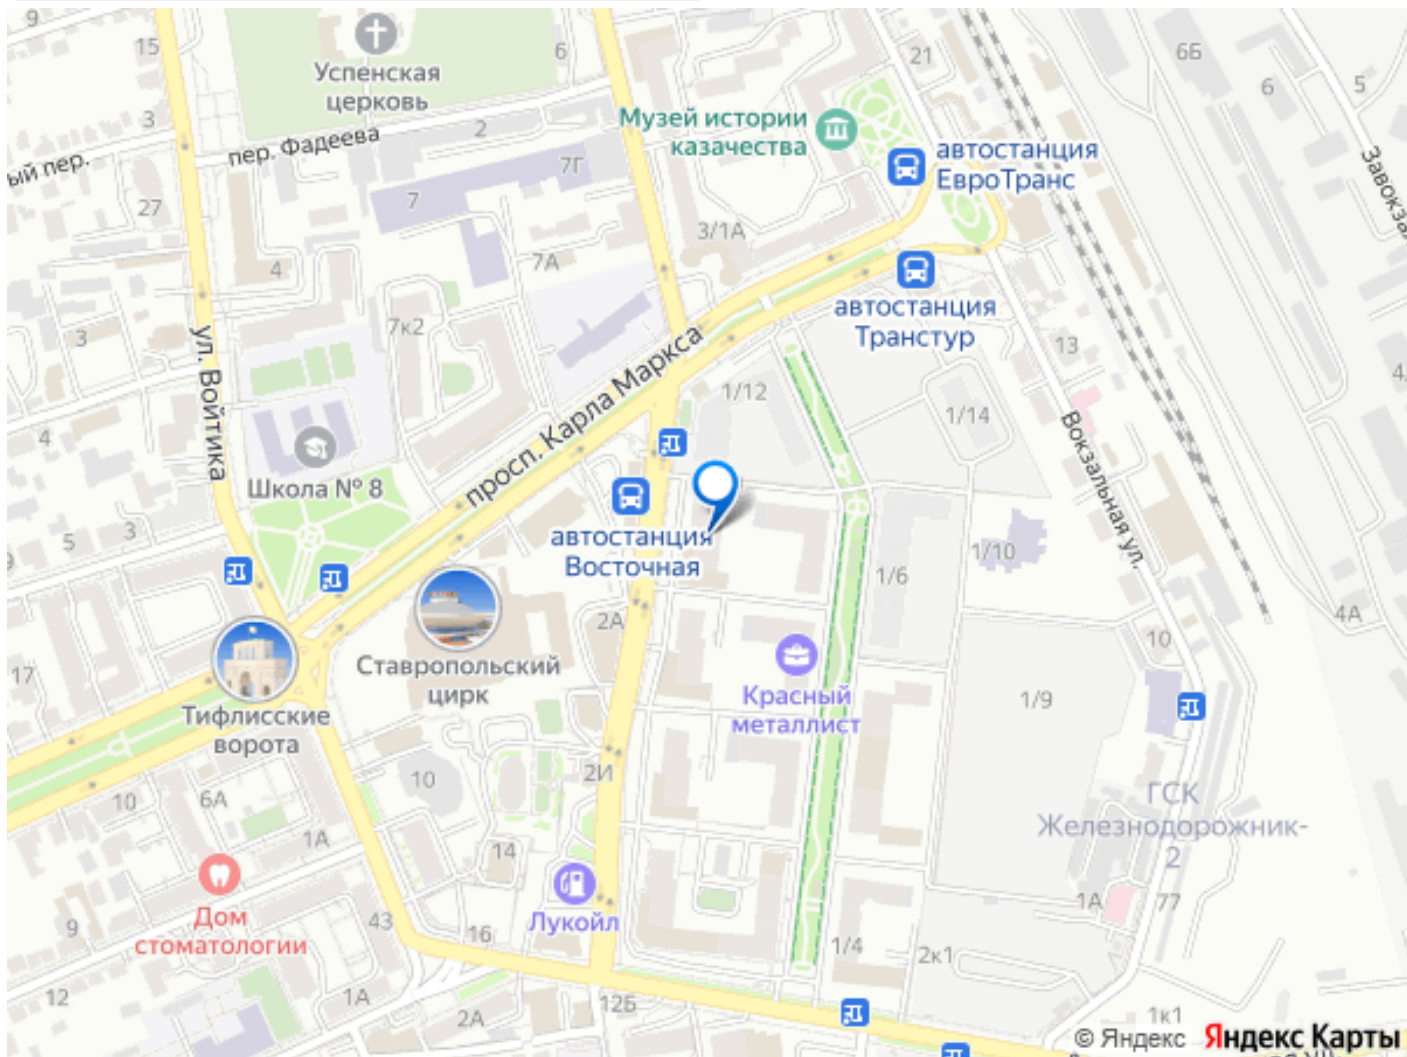 9
15
Успенская
церковь
6
21
6Б
6
5
3
пер. Фадеева
2
Музей истории
казачества
автостанция
ЕвроТранс
ый пер.
7Г
7
27
3/1А
4
7А
автостанция
Транстур
3
7к2
13
ул. Войтика
просп. Карла Маркса
1/12
1/14
4
Вокзальная ул.
Школа № 8
5
3
автостанция
Восточная
1/10
1/6
4А
2А
10
Ставропольский
цирк
17
Тифлисские
ворота
Красный
металлист
1/9
2И
10
10
6А
1А
ГСК
Железнодорожник-
2
14
Дом
стоматологии
9
43
16
Лукойл
1/4
2к1
1А
77
12
1А
2А
12Б
1к1
© Яндекс
Яндекс Карты